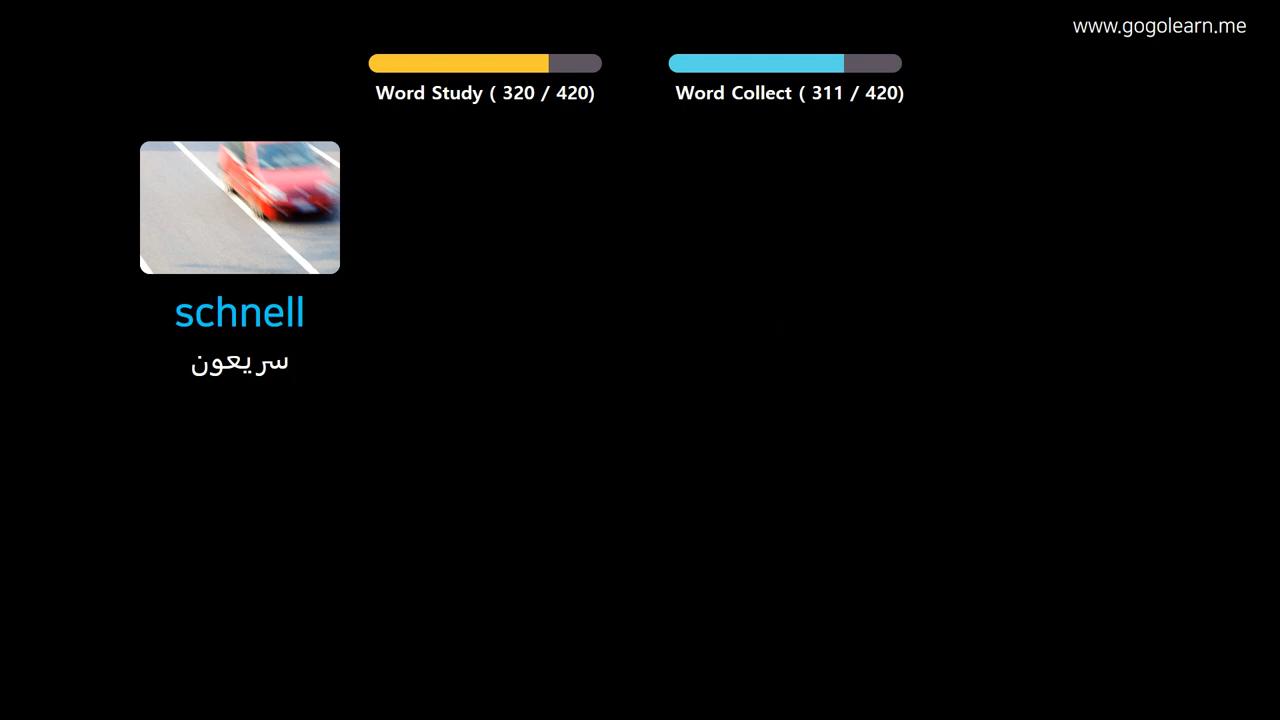 www.gogolearn.me
Word Study ( 320 / 420)
Word Collect ( 311 / 420)
schnell
سريعون